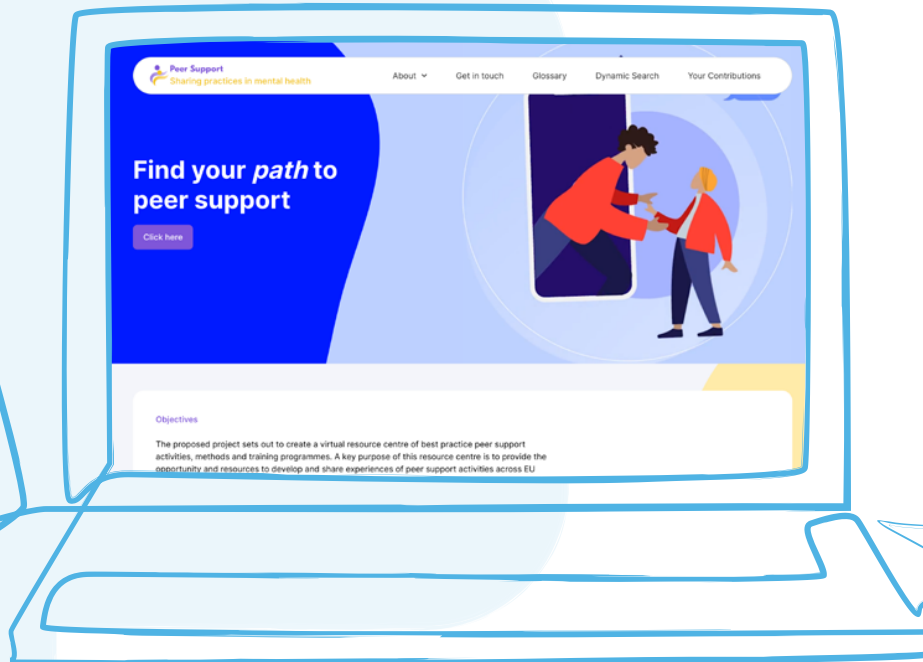 Peer Support
Sharing practices in mental health
About
Get in touch
Glossary
Dynamic Search
Your Contributions
Find your path to
peer support
Click here
Objectives
The proposed project sets out to create a virtual resource centre of best practice peer support
activities, methods and training programmes. A key purpose of this resource centre is to provide the
opportunity and resources to develop and share experiences of peer support activities across EU